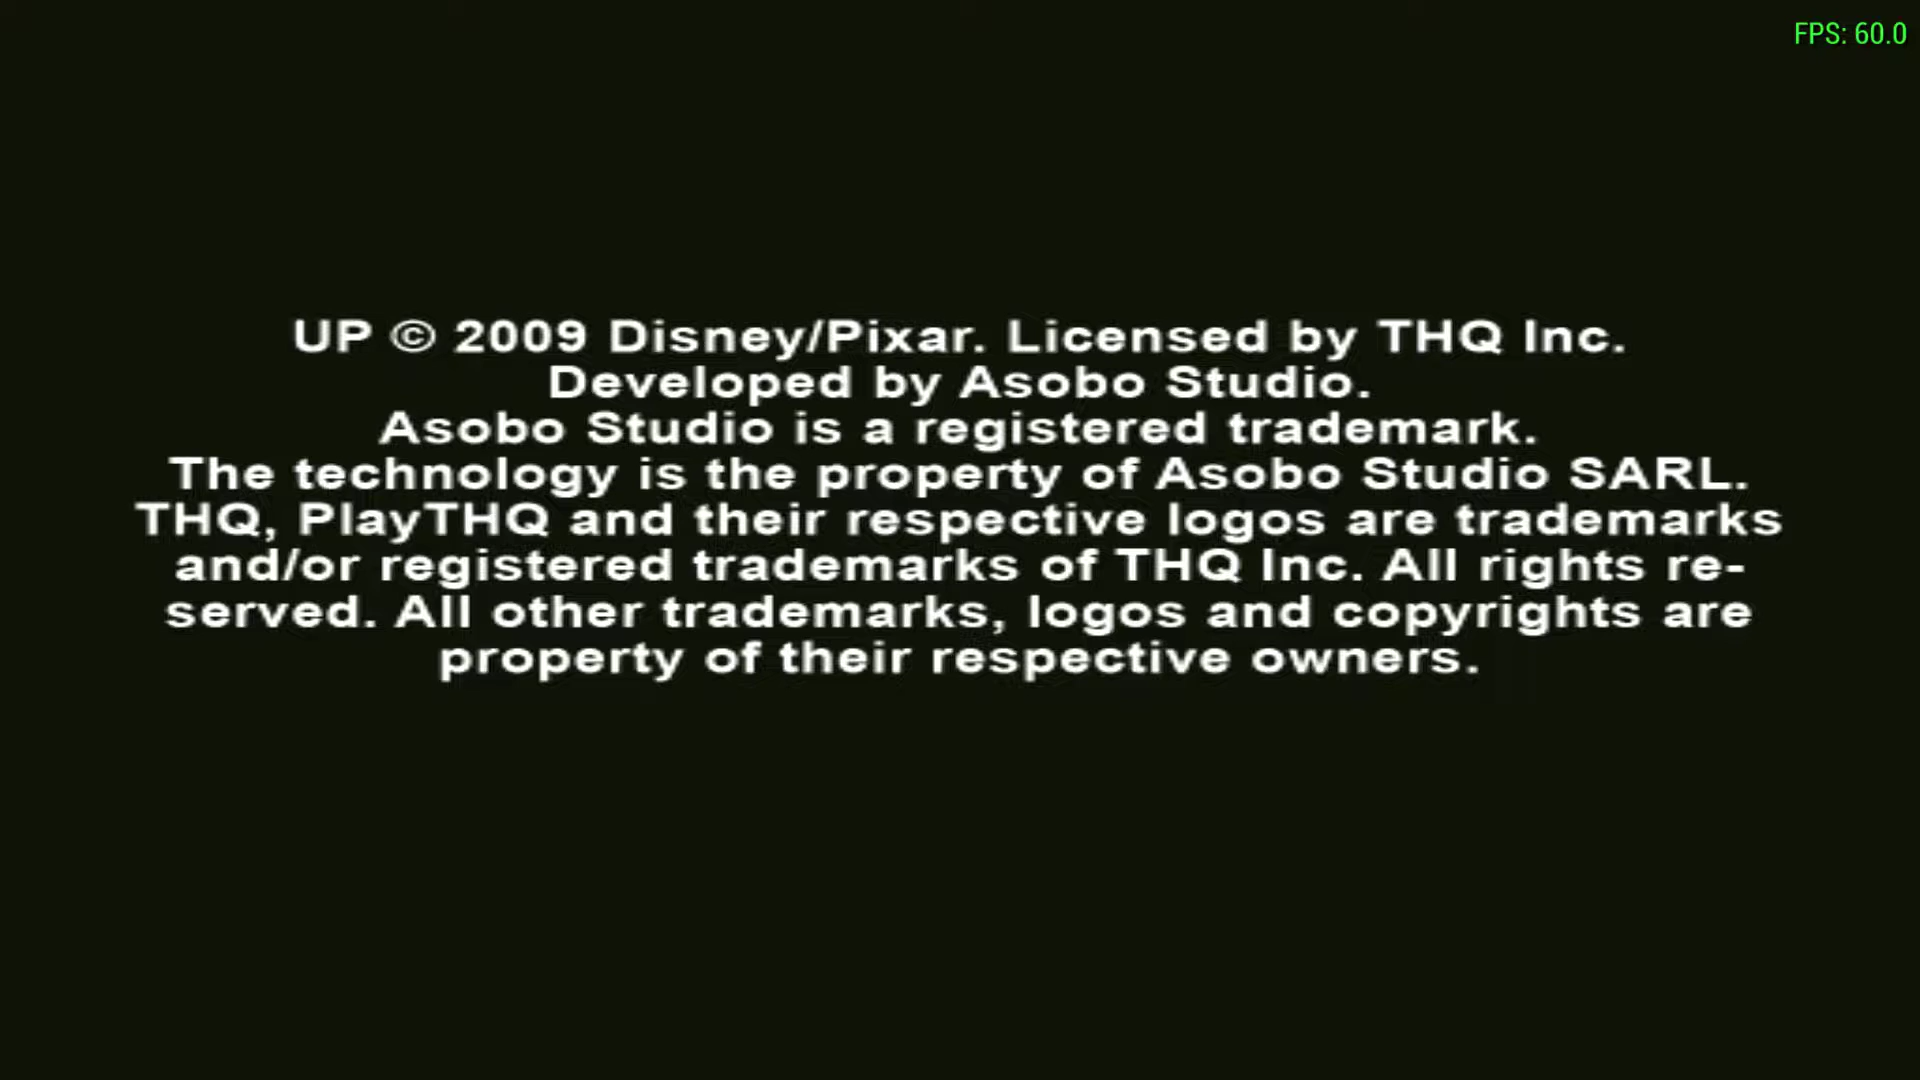 FPS: 60.0
UP © 2009 Disney/Pixar. Licensed by THQ Inc.
Developed by Asobo Studio.
Asobo Studio is a registered trademark.
The technology is the property of Asobo Studio SARL.
THQ, PlayTHQ and their respective logos are trademarks
and/or registered trademarks of THQ Inc. All rights re-
served. All other trademarks, logos and copyrights are
property of their respective owners.